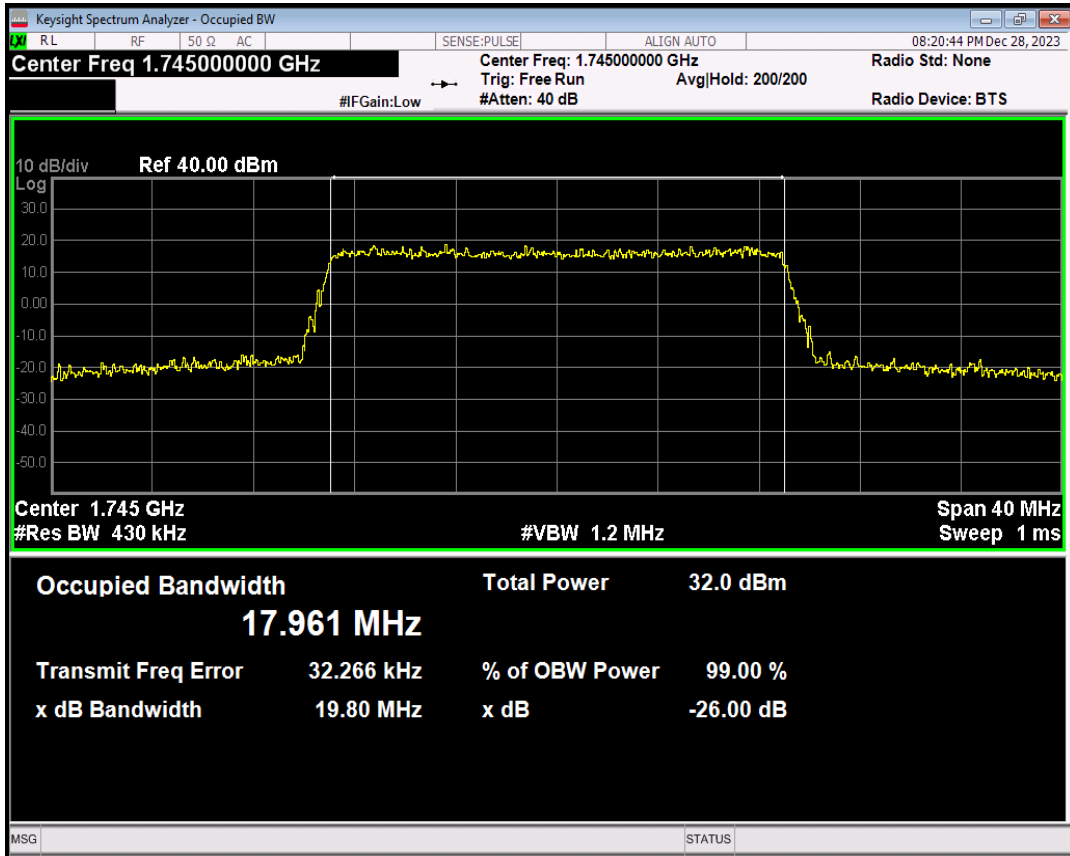 Keysight Spectrum Analyzer - Occupied BW
LXI RL RF 50 Ω AC SENSE:PULSE ALIGN AUTO 08:20:44 PM Dec 28, 2023
Center Freq 1.745000000 GHz Center Freq: 1.745000000 GHz Radio Std: None
Trig: Free Run Avg|Hold: 200/200
#IFGain:Low #Atten: 40 dB Radio Device: BTS
10 dB/div Ref 40.00 dBm
Log
30.0
20.0
10.0
0.00
-10.0
-20.0
-30.0
-40.0
-50.0
Center 1.745 GHz Span 40 MHz
#Res BW 430 kHz #VBW 1.2 MHz Sweep 1 ms
Occupied Bandwidth Total Power 32.0 dBm
17.961 MHz
Transmit Freq Error 32.266 kHz % of OBW Power 99.00 %
x dB Bandwidth 19.80 MHz x dB -26.00 dB
MSG STATUS